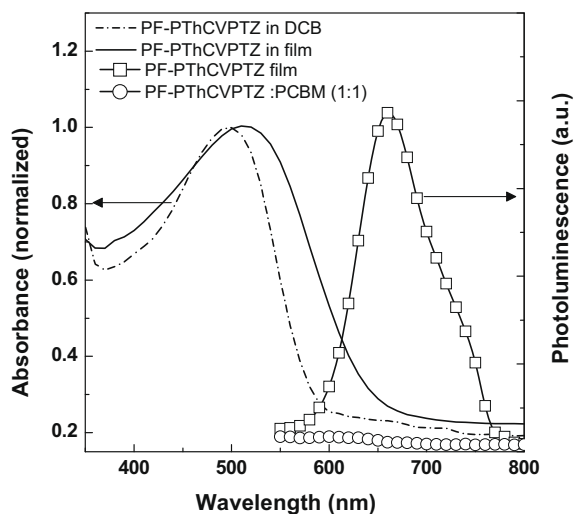 PF-PThCVPTZ in DCB
PF-PThCVPTZ in film
PF-PThCVPTZ film
PF-PThCVPTZ :PCBM (1:1)
Absorbance (normalized)
1.2
1.0
0.8
0.6
0.4
0.2
Photoluminescence (a.u.)
400 500 600 700 800
Wavelength (nm)